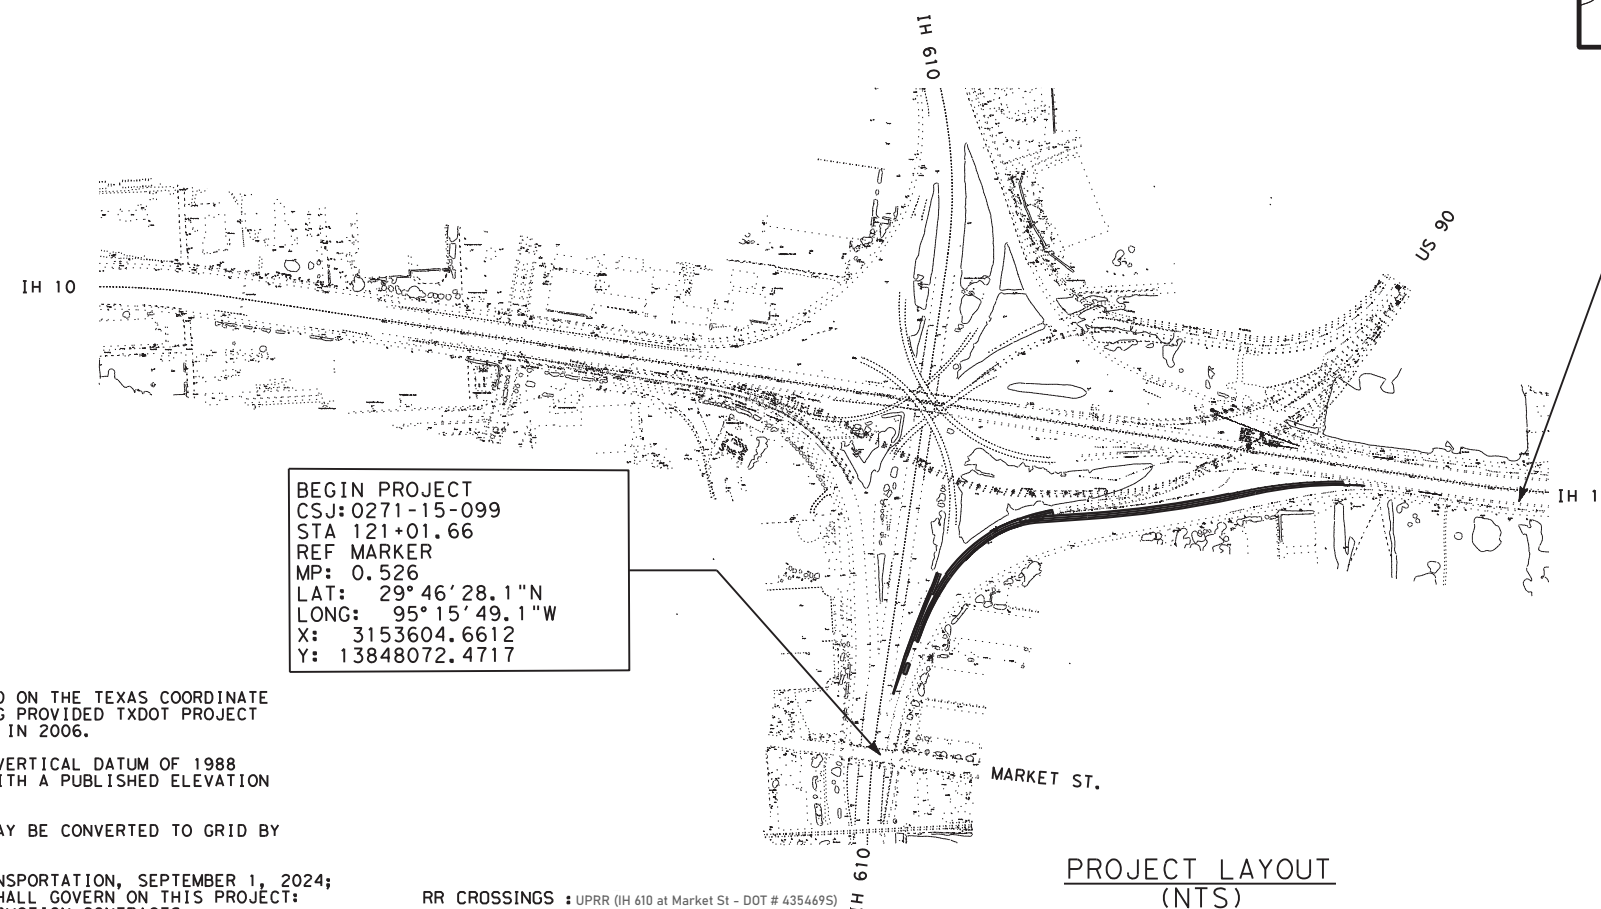 IH 610
US 90
IH 10
IH 1
BEGIN PROJECT
CSJ: 0271-15-099
STA 121+01.66
REF MARKER
MP: 0.526
LAT: 29°46'28.1"N
LONG: 95°15'49.1"W
X: 3153604.6612
Y: 13848072.4717
ON THE TEXAS COORDINATE
PROVIDED TXDOT PROJECT
IN 2006.
VERTICAL DATUM OF 1988
A PUBLISHED ELEVATION
MARKET ST.
BE CONVERTED TO GRID BY
IH 610
PROJECT LAYOUT
(NTS)
SEPTEMBER 1, 2024;
GOVERN ON THIS PROJECT:
RR CROSSINGS : UPRR (IH 610 at Market St - DOT # 435469S)